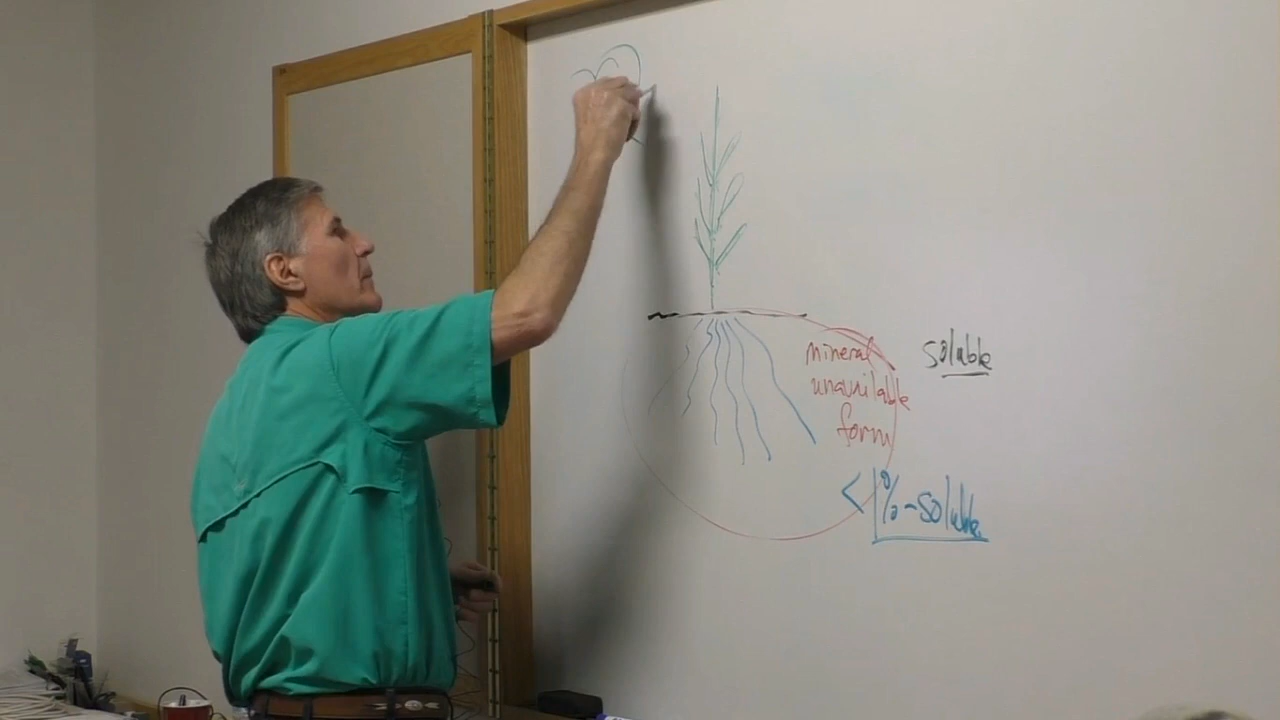 soluble
mineral
unavailable
form
<1%-soluble